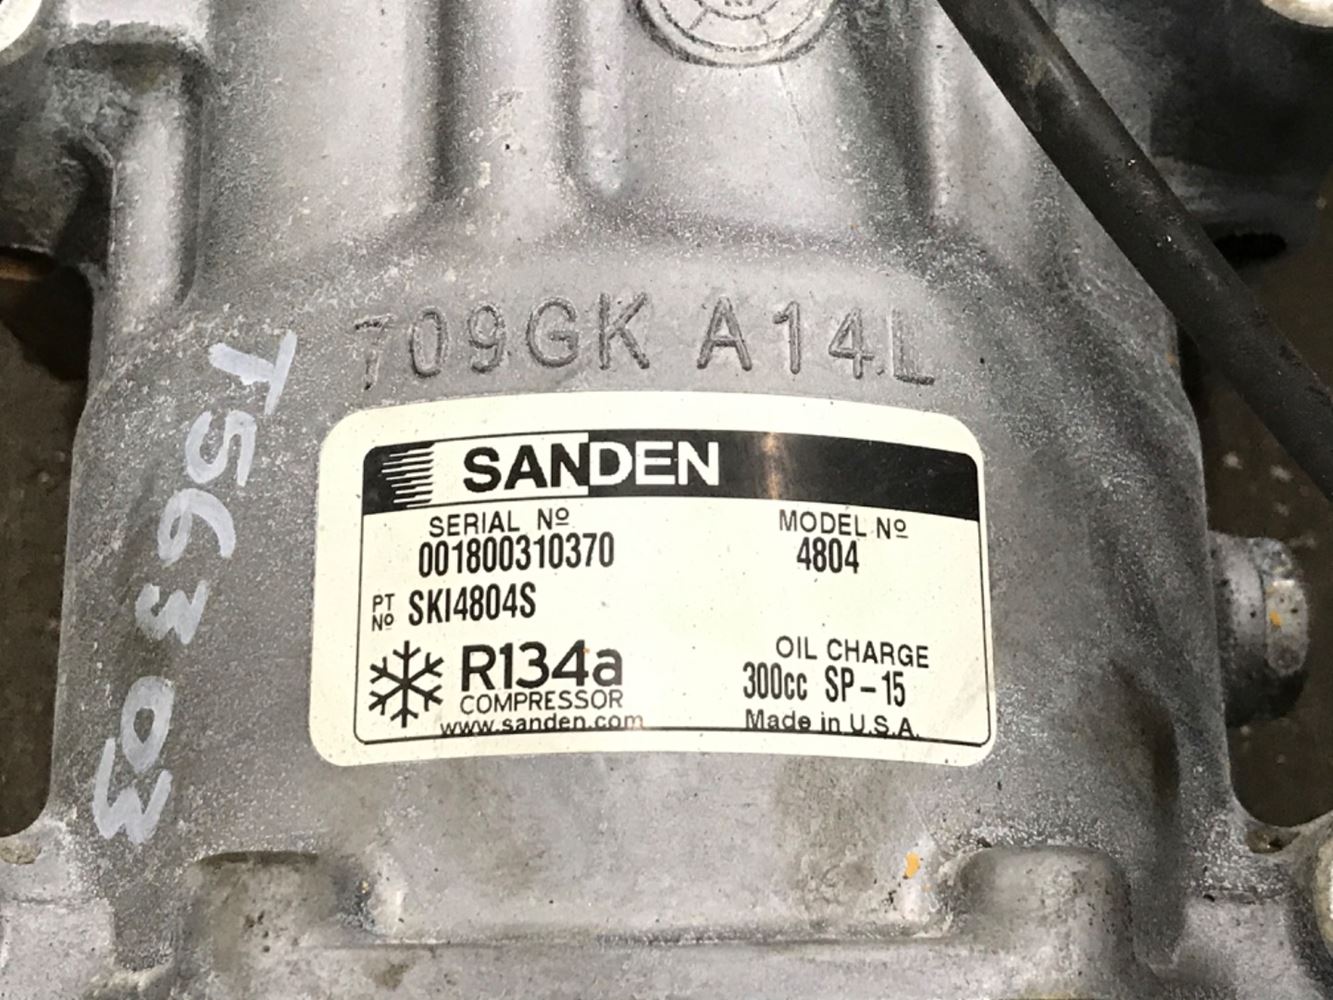 709GK A14L
SANDEN
SERIAL Nº MODEL Nº
001800310370 4804
PT Nº SKI4804S
R134a OIL CHARGE
COMPRESSOR 300cc SP-15
www.sanden.com Made in U.S.A.
TS6303